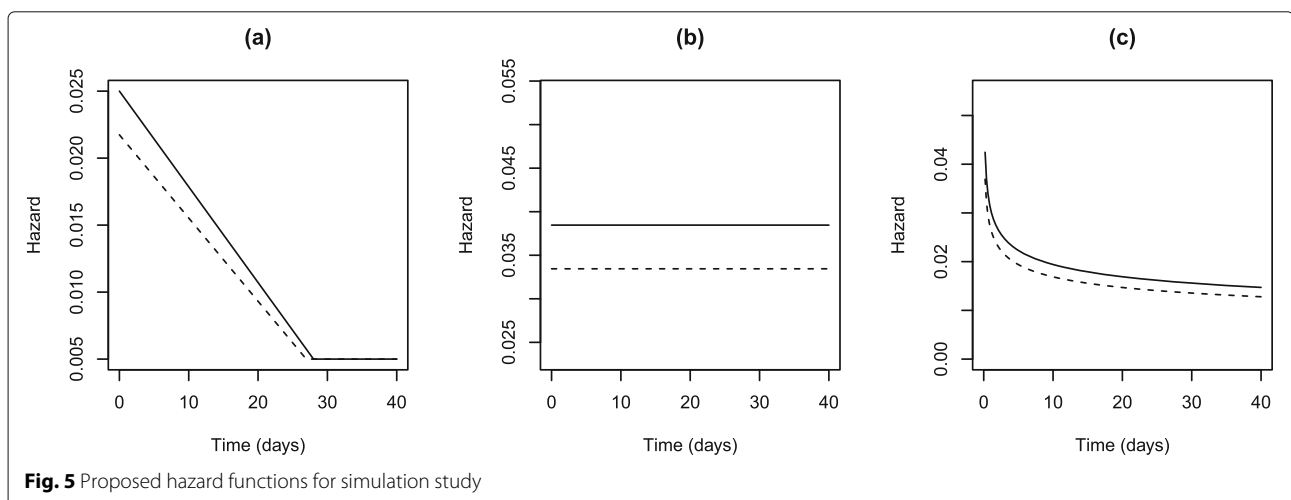 (a)
(b)
(c)
Hazard
0.005 0.010 0.015 0.020 0.025
0 10 20 30 40
Time (days)
Hazard
0.025 0.035 0.045 0.055
0 10 20 30 40
Time (days)
Hazard
0.00 0.02 0.04
0 10 20 30 40
Time (days)
Fig. 5 Proposed hazard functions for simulation study